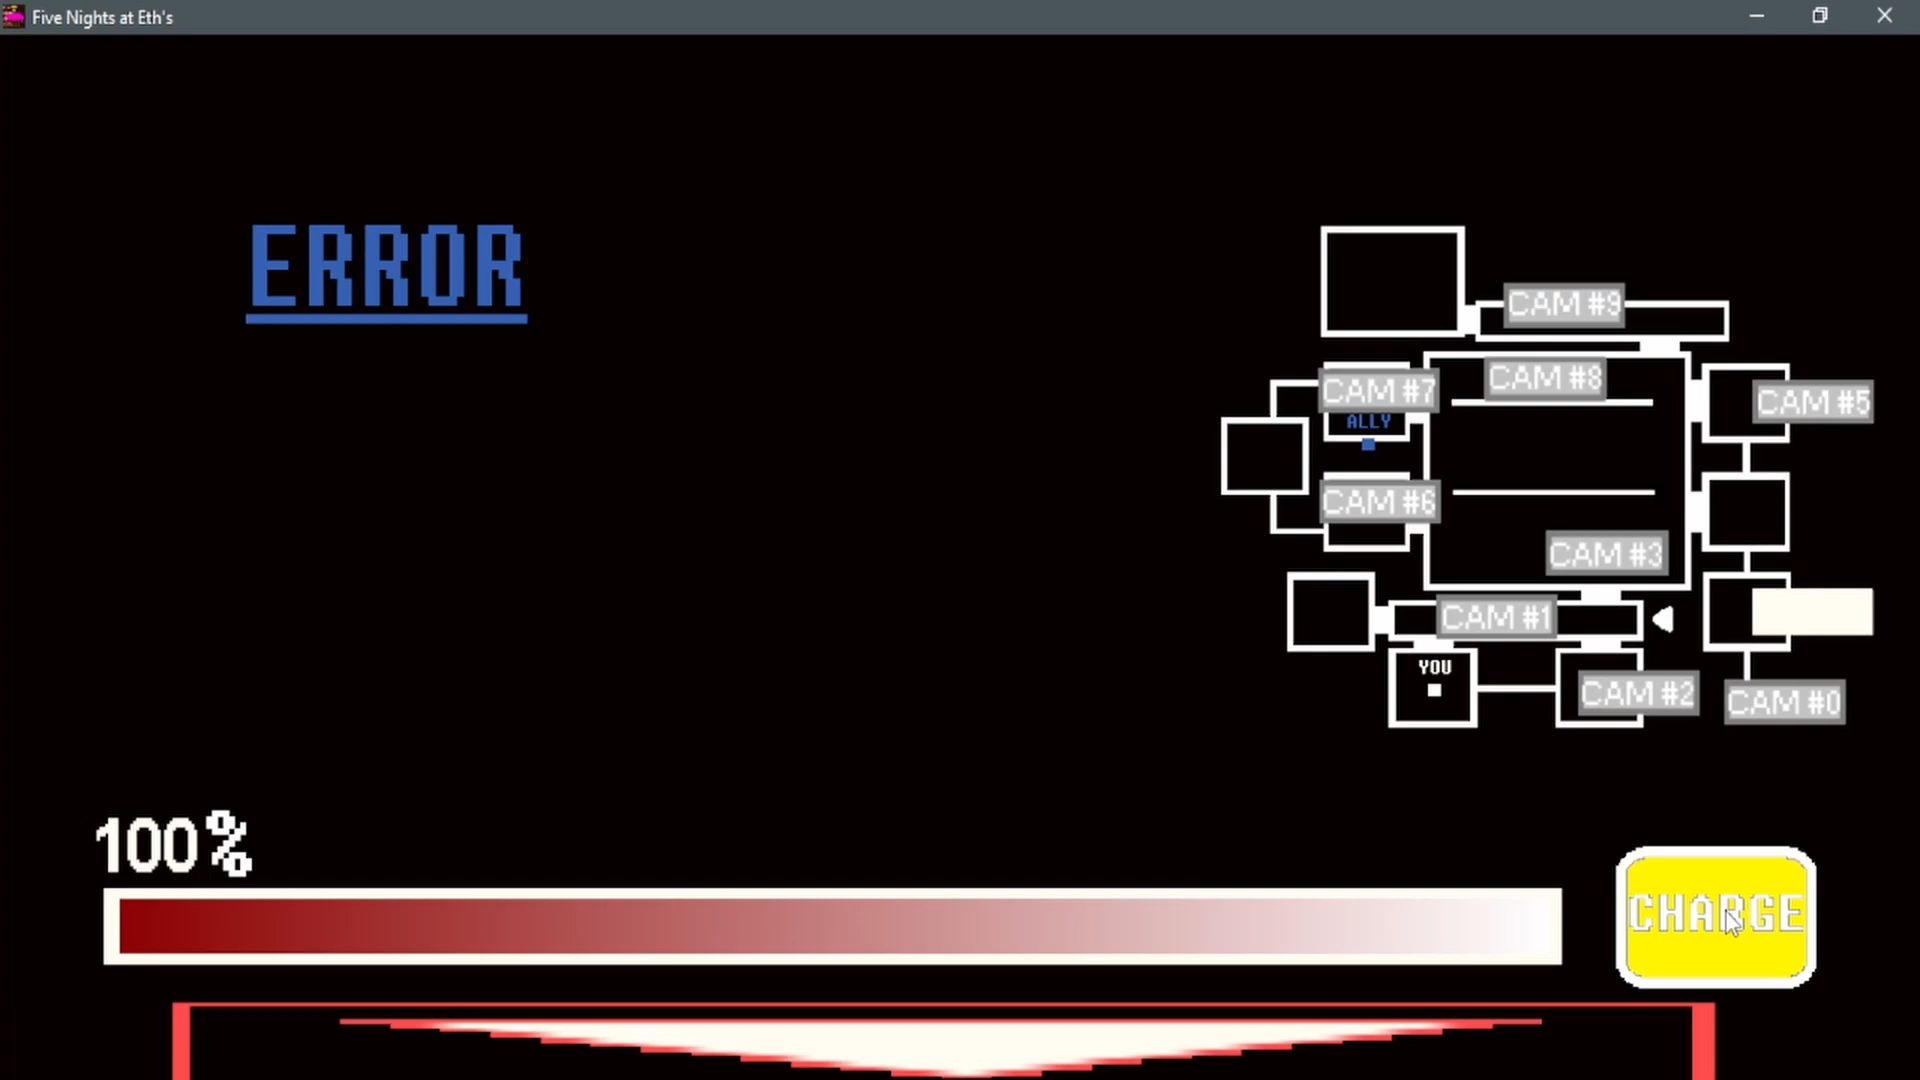 Five Nights at Eth's
ERROR
CAM #9
CAM #8
CAM #7
CAM #5
ALLY
CAM #6
CAM #3
CAM #1
YOU
CAM #2
CAM #0
100%
CHARGE